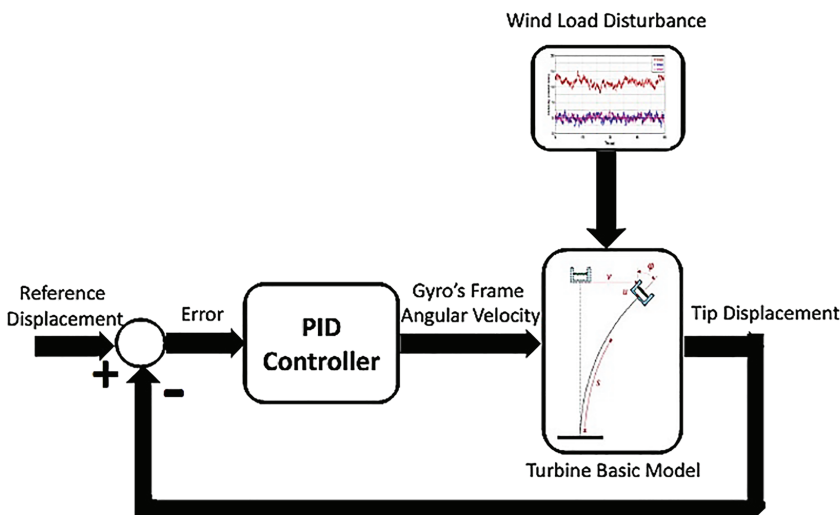 Wind Load Disturbance
Reference
Displacement
+
-
Error
PID
Controller
Gyro's Frame
Angular Velocity
v
φ
u
s
Tip Displacement
Turbine Basic Model